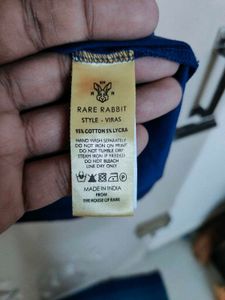 RARE RABBIT
STYLE - VIRAS
95% COTTON 5% LYCRA
HAND WASH SEPARATELY
DO NOT IRON ON PRINT
DO NOT TUMBLE DRY
STEAM IRON IF NEEDED
DO NOT BLEACH
LINE DRY ONLY
MADE IN INDIA
FROM
THE HOUSE OF RARE